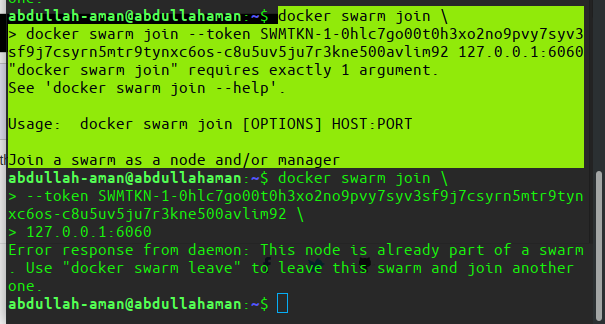 one.
abdullah-aman@abdullahaman:~$ docker swarm join \
> docker swarm join --token SWMTKN-1-0hlc7go00t0h3xo2no9pvy7syv3
sf9j7csyrn5mtr9tynxc6os-c8u5uv5ju7r3kne500avlim92 127.0.0.1:6060
"docker swarm join" requires exactly 1 argument.
See 'docker swarm join --help'.
Usage:  docker swarm join [OPTIONS] HOST:PORT
Join a swarm as a node and/or manager
abdullah-aman@abdullahaman:~$ docker swarm join \
> --token SWMTKN-1-0hlc7go00t0h3xo2no9pvy7syv3sf9j7csyrn5mtr9tyn
xc6os-c8u5uv5ju7r3kne500avlim92 \
> 127.0.0.1:6060
Error response from daemon: This node is already part of a swarm
. Use "docker swarm leave" to leave this swarm and join another
one.
abdullah-aman@abdullahaman:~$